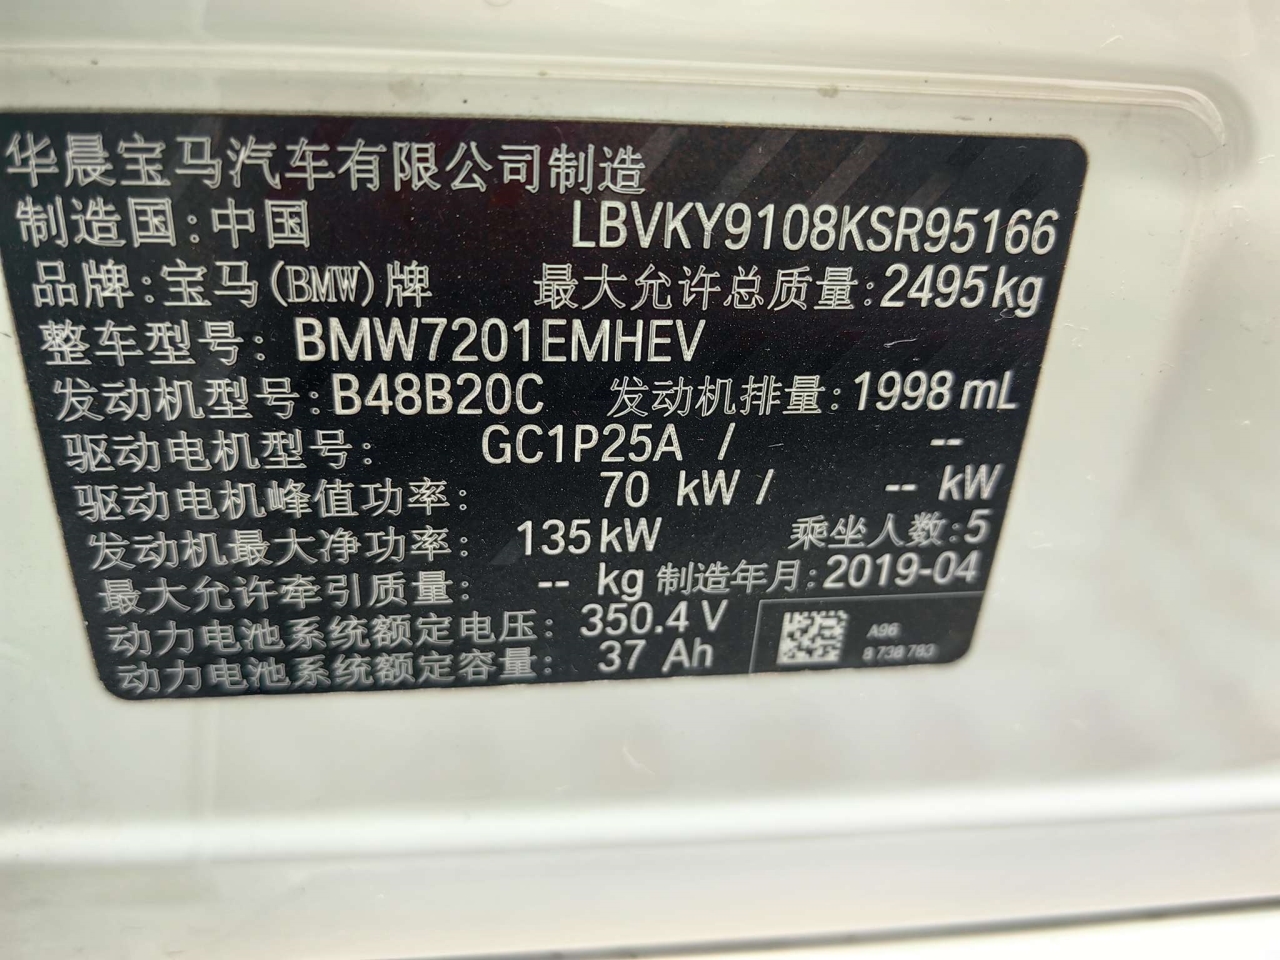 华晨宝马汽车有限公司制造
制造国:中国 LBVKY9108KSR95166
品牌:宝马(BMW)牌 最大允许总质量:2495kg
整车型号: BMW7201EMHEV
发动机型号:B48B20C 发动机排量:1998mL
驱动电机型号: GC1P25A / --
驱动电机峰值功率: 70 kW / -- kW
发动机最大净功率: 135kW 乘坐人数:5
最大允许牵引质量: -- kg 制造年月:2019-04
动力电池系统额定电压: 350.4 V
动力电池系统额定容量: 37 Ah
A96
8 738 783